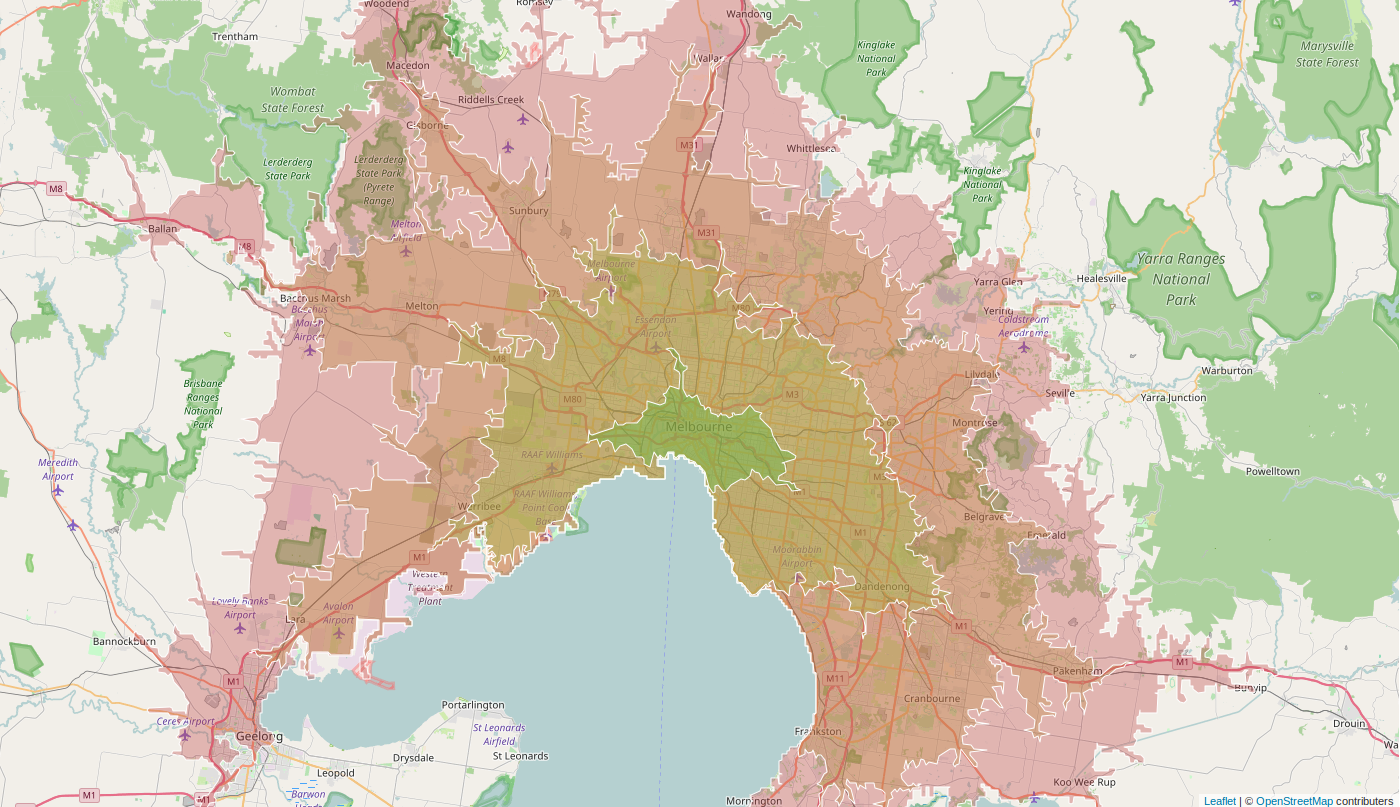 Woodend
Romsey
Wandong
Trentham
Kinglake
National
Park
Marysville
State Forest
Macedon
Wallan
Wombat
State Forest
Riddells Creek
Gisborne
M31
Whittlesea
Lerderderg
State Park
Lerderderg
State Park
(Pyrete
Range)
Kinglake
National
Park
M8
Sunbury
Ballan
Melton
Airfield
M31
M8
Melbourne
Airport
Yarra Ranges
National
Park
Healesville
Yarra Glen
Bacchus Marsh
Melton
M80
Yering
Bacchus
Marsh
Airport
Essendon
Airport
Coldstream
Aerodrome
M8
Lilydale
Warburton
Brisbane
Ranges
National
Park
M80
M3
Seville
Yarra Junction
Melbourne
Montrose
Meredith
Airport
RAAF Williams
Powelltown
RAAF Williams
Point Cook
M1
Werribee
Belgrave
M1
Emerald
Moorabbin
Airport
M1
Western
Treatment
Plant
Dandenong
Lovely Banks
Airport
Avalon
Airport
Lara
M1
Bannockburn
M1
M1
Pakenham
M11
Bunyip
Cranbourne
Portarlington
Ceres Airport
Geelong
St Leonards
Airfield
Frankston
Drouin
Drysdale
St Leonards
Leopold
Koo Wee Rup
M1
M1
Barwon
Mornington
Leaflet | © OpenStreetMap contributors